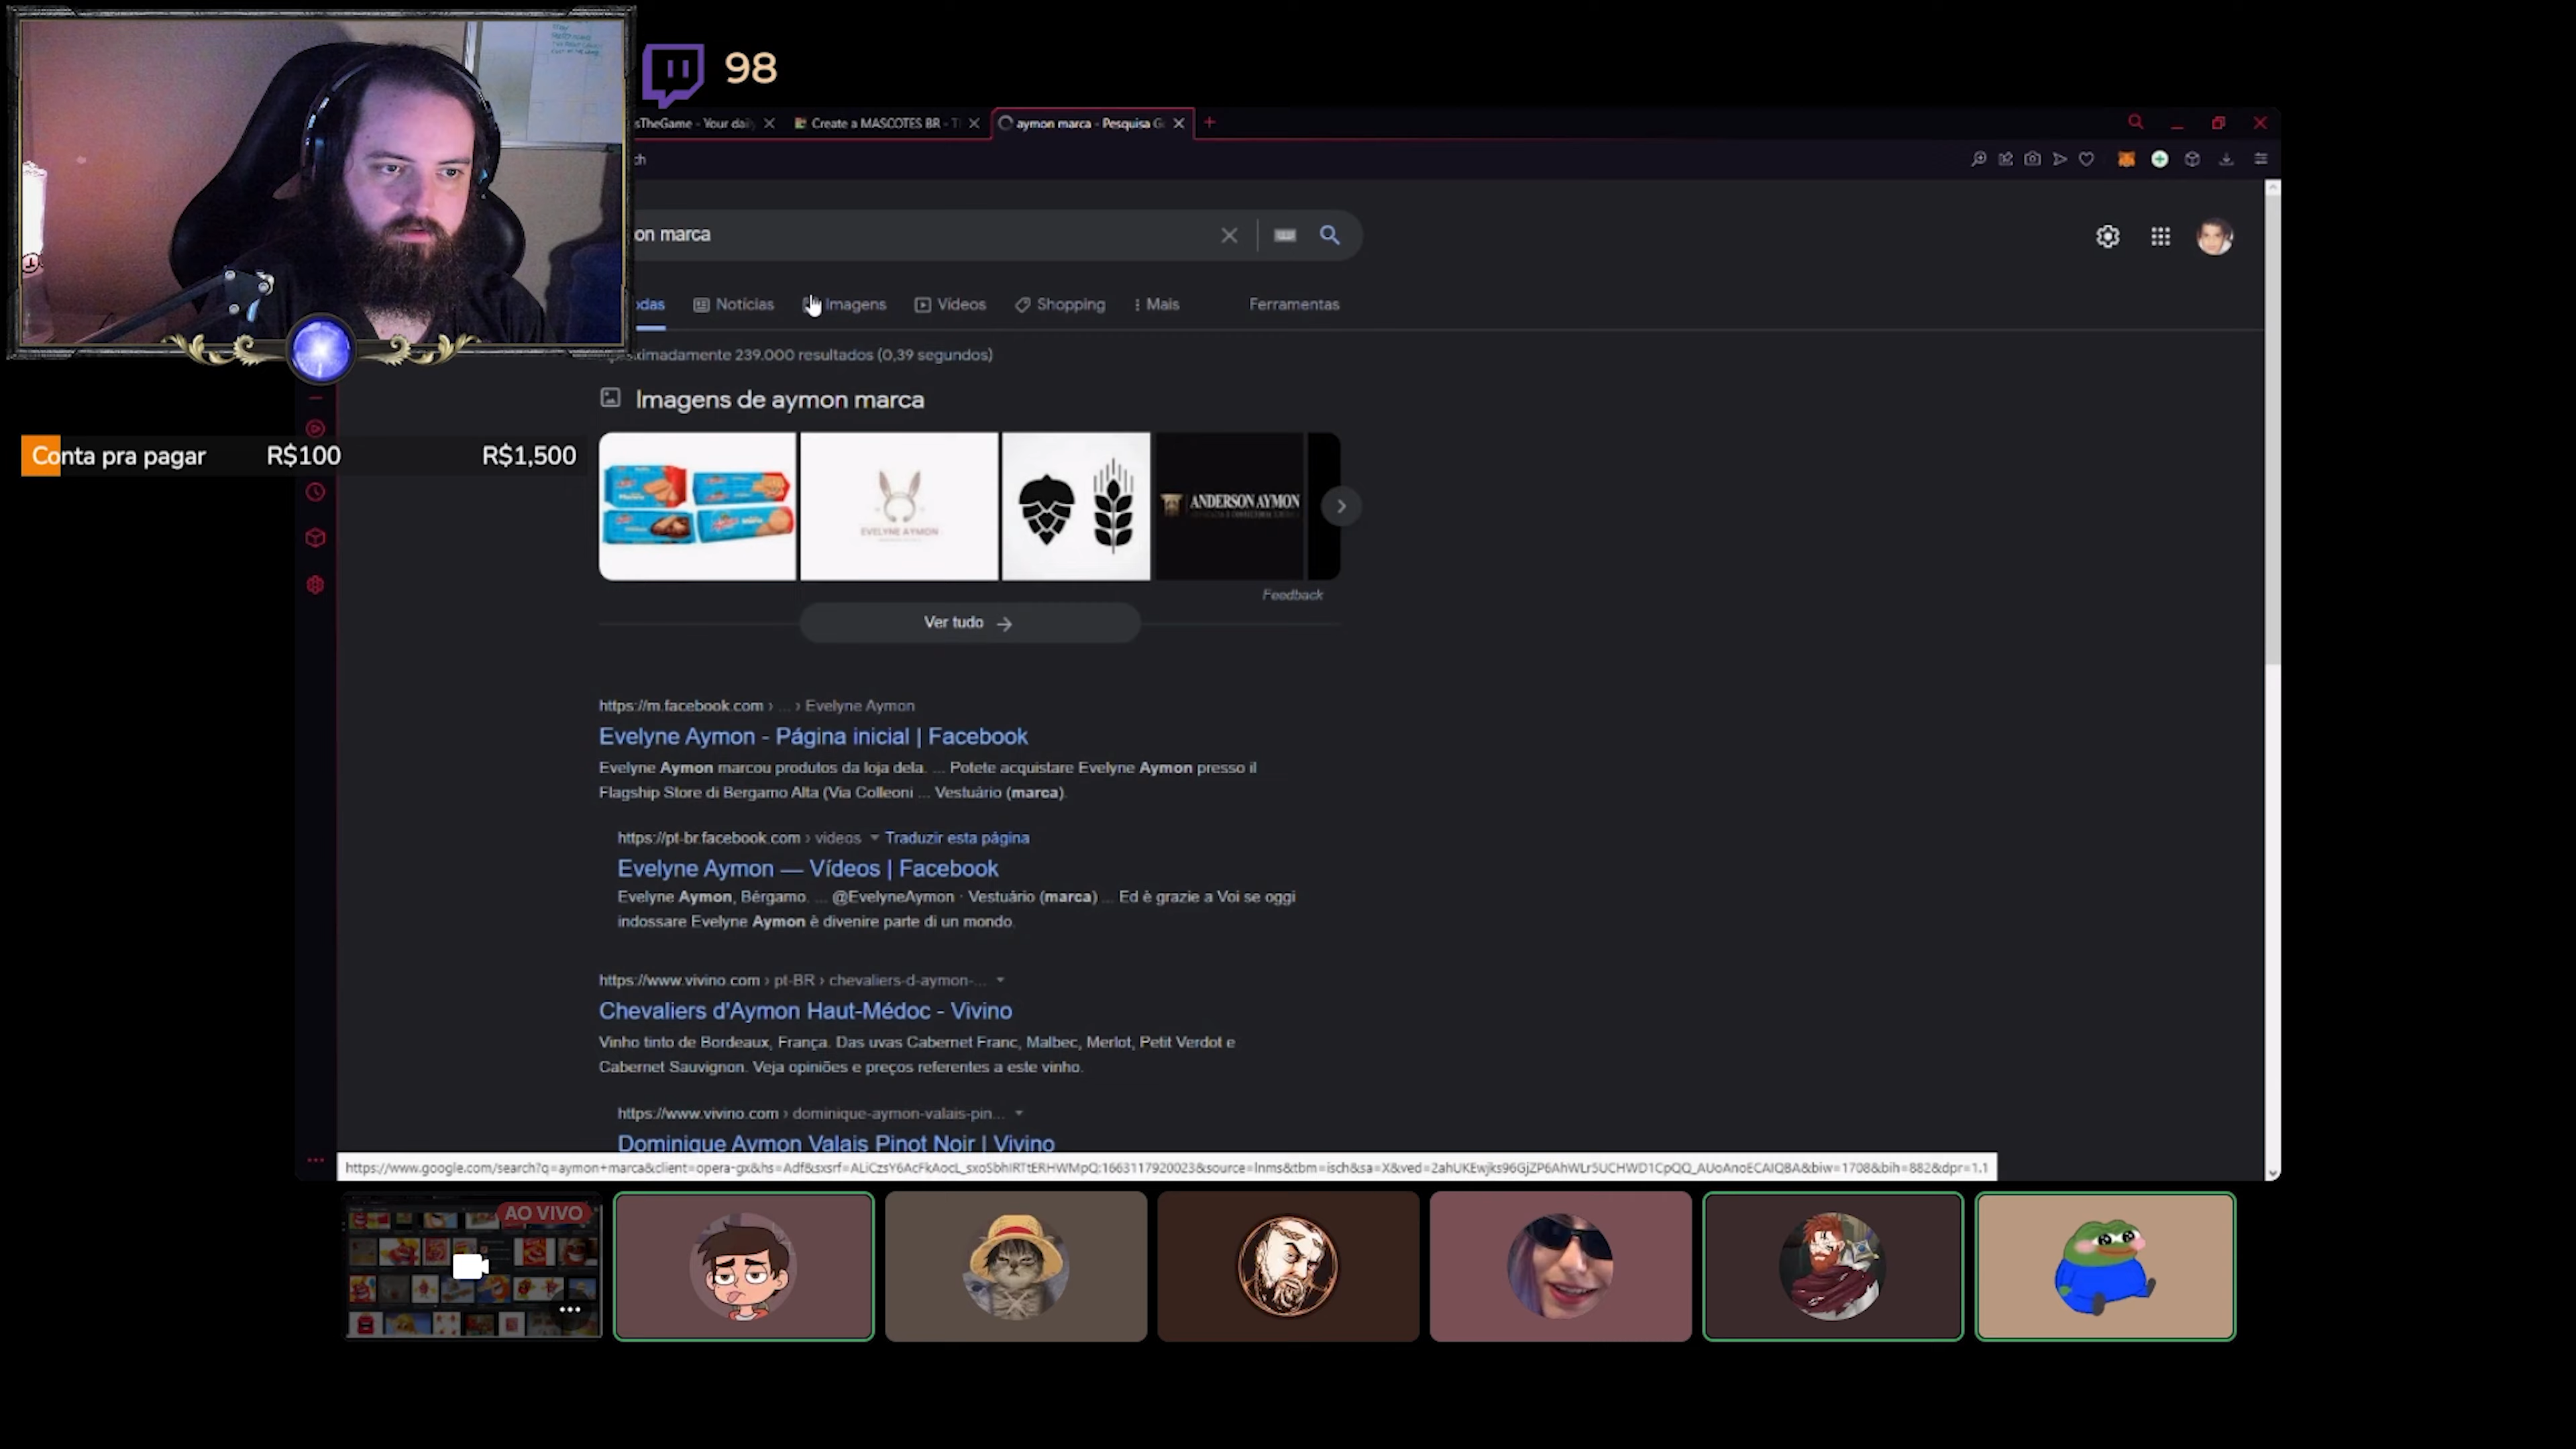 98
sTheGame - Your dai
Create a MASCOTES BR - T
aymon marca - Pesquisa G
ch
on marca
odas
Notícias
Imagens
Vídeos
Shopping
Mais
Ferramentas
oximadamente 239.000 resultados (0,39 segundos)
Imagens de aymon marca
Conta pra pagar R$100 R$1,500
EVELYNE AYMON
ANDERSON AYMON
Feedback
Ver tudo
https://m.facebook.com › ... › Evelyne Aymon
Evelyne Aymon - Página inicial | Facebook
Evelyne Aymon marcou produtos da loja dela. ... Potete acquistare Evelyne Aymon presso il
Flagship Store di Bergamo Alta (Via Colleoni ... Vestuário (marca).
https://pt-br.facebook.com › videos Traduzir esta página
Evelyne Aymon — Vídeos | Facebook
Evelyne Aymon, Bérgamo. ... @EvelyneAymon · Vestuário (marca) ... Ed è grazie a Voi se oggi
indossare Evelyne Aymon è divenire parte di un mondo.
https://www.vivino.com › pt-BR › chevaliers-d-aymon-...
Chevaliers d'Aymon Haut-Médoc - Vivino
Vinho tinto de Bordeaux, França. Das uvas Cabernet Franc, Malbec, Merlot, Petit Verdot e
Cabernet Sauvignon. Veja opiniões e preços referentes a este vinho.
https://www.vivino.com › dominique-aymon-valais-pin...
Dominique Aymon Valais Pinot Noir | Vivino
AO VIVO